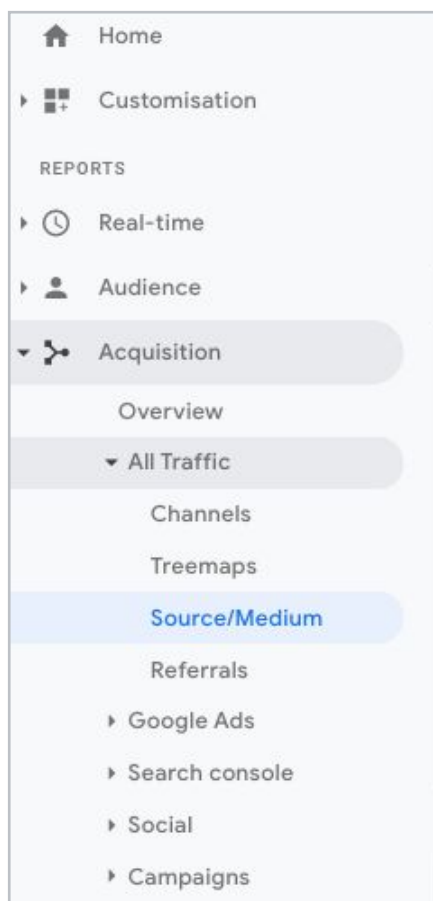 Home
Customisation
REPORTS
Real-time
Audience
Acquisition
Overview
All Traffic
Channels
Treemaps
Source/Medium
Referrals
Google Ads
Search console
Social
Campaigns